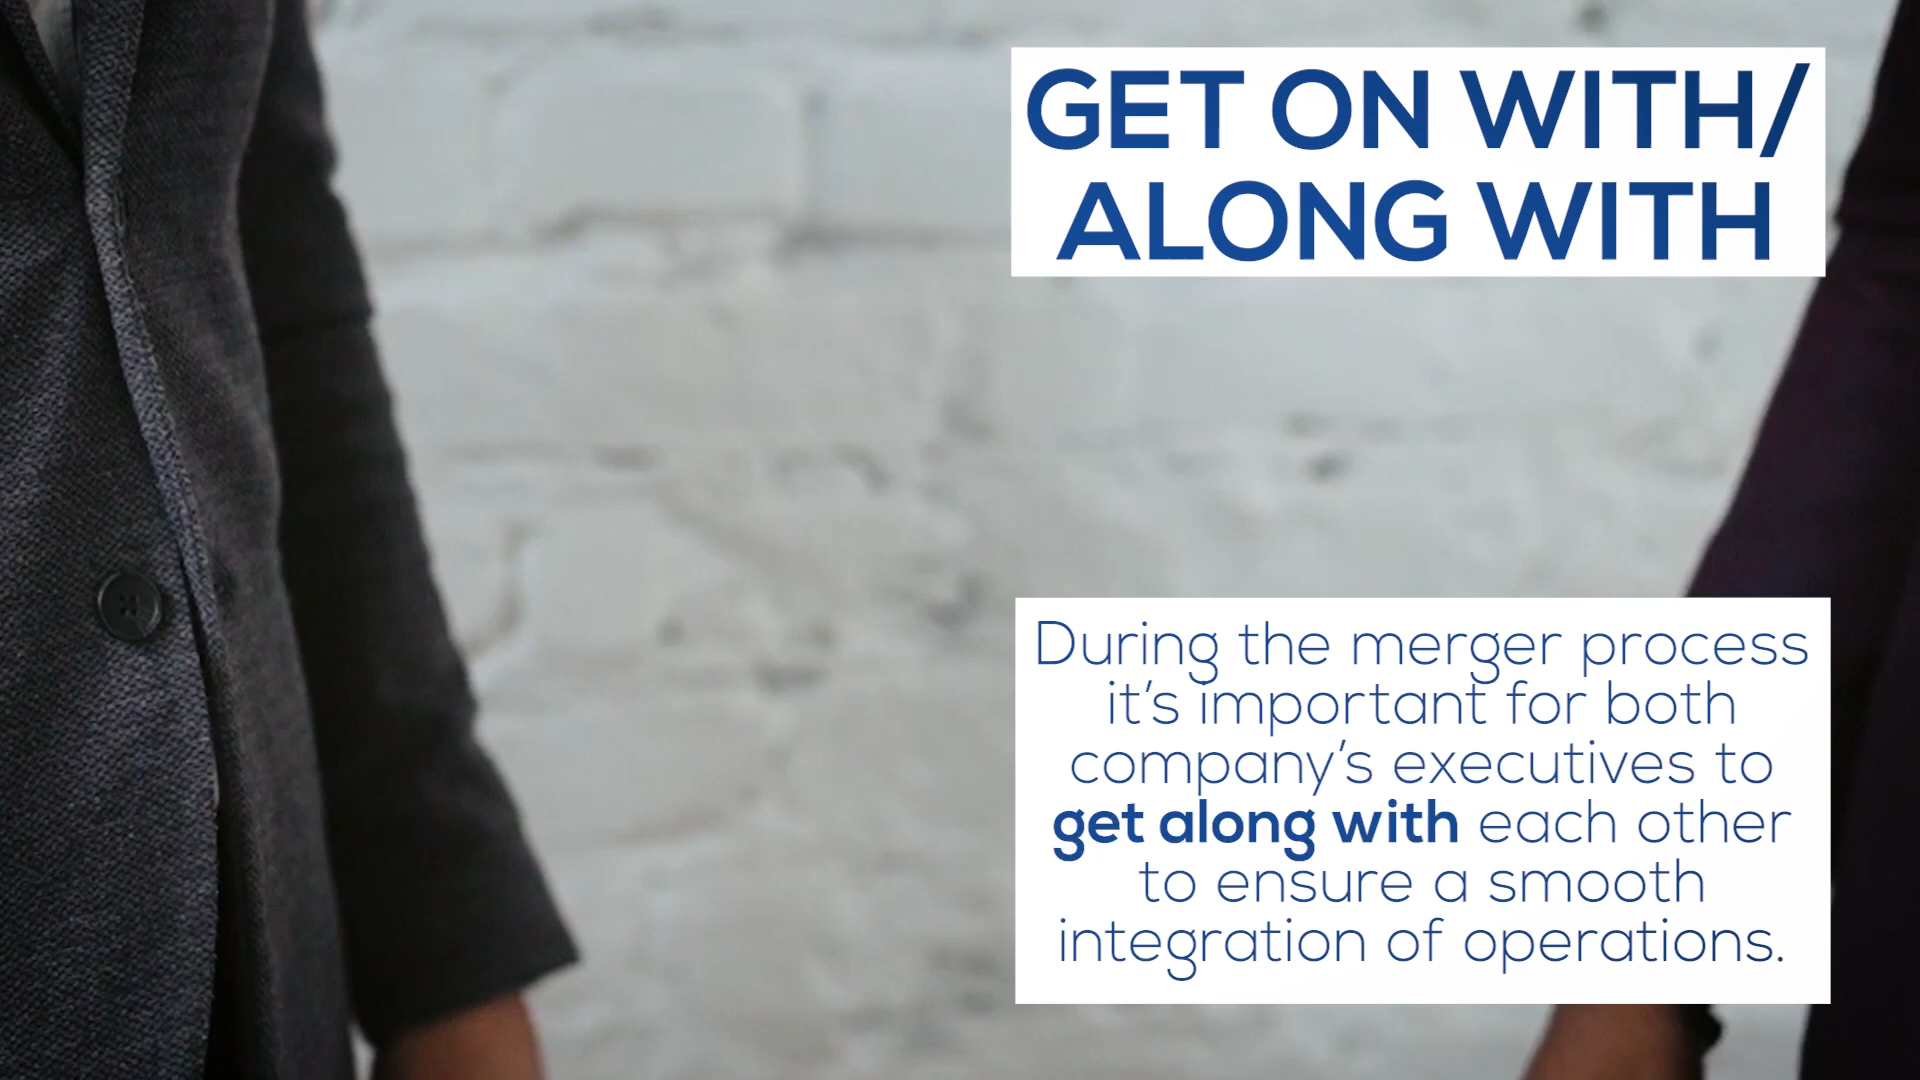 GET ON WITH/
ALONG WITH
During the merger process
it's important for both
company's executives to
get along with each other
to ensure a smooth
integration of operations.